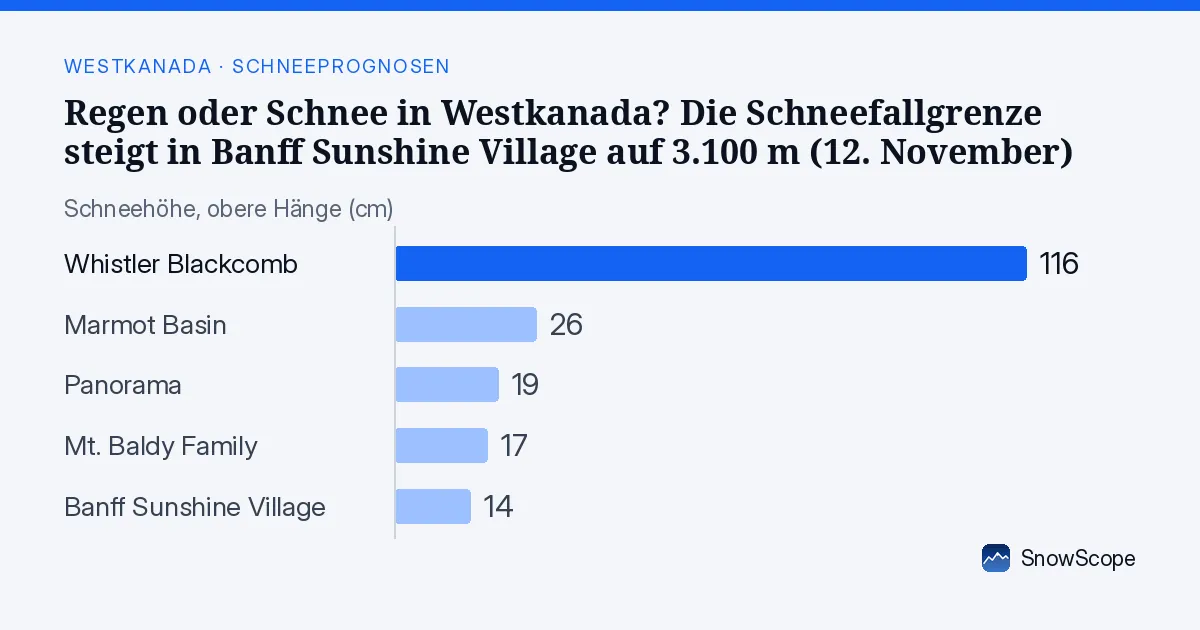 WESTKANADA · SCHNEEPROGNOSEN
Regen oder Schnee in Westkanada? Die Schneefallgrenze
steigt in Banff Sunshine Village auf 3.100 m (12. November)
Schneehöhe, obere Hänge (cm)
Whistler Blackcomb 116
Marmot Basin 26
Panorama 19
Mt. Baldy Family 17
Banff Sunshine Village 14
SnowScope